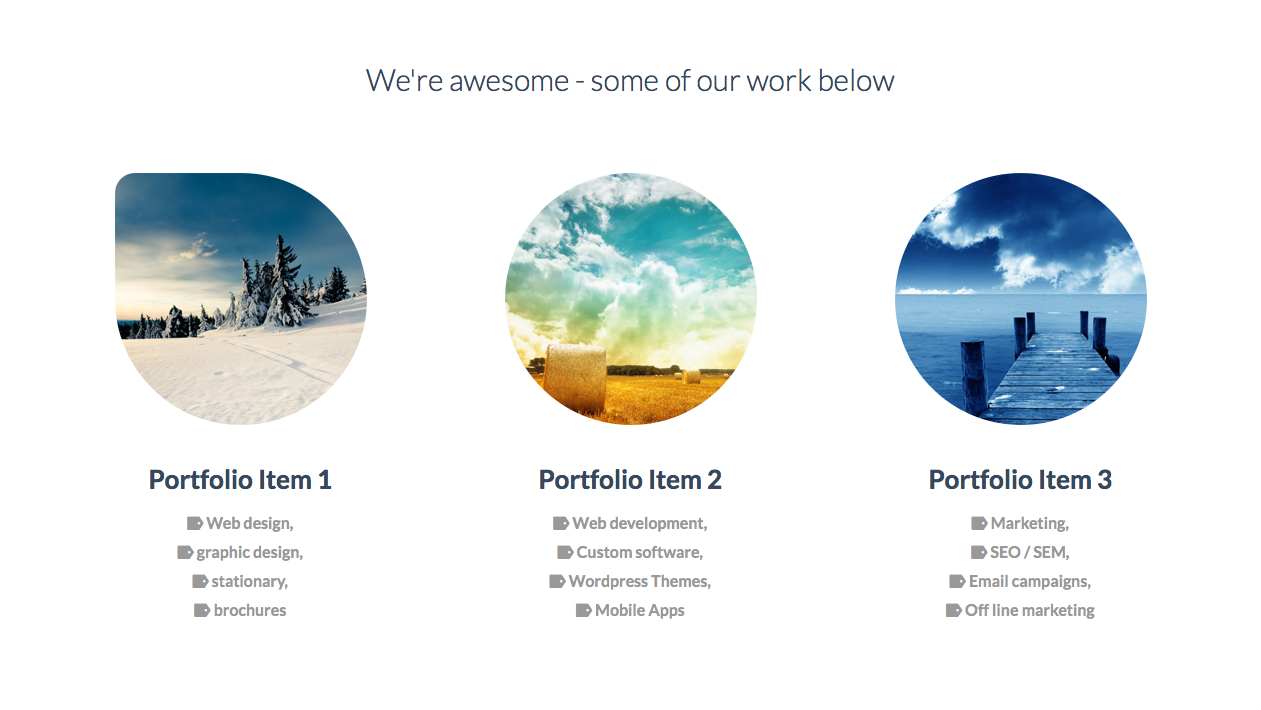 We're awesome - some of our work below
Portfolio Item 1
Web design,
graphic design,
stationary,
brochures
Portfolio Item 2
Web development,
Custom software,
Wordpress Themes,
Mobile Apps
Portfolio Item 3
Marketing,
SEO / SEM,
Email campaigns,
Off line marketing